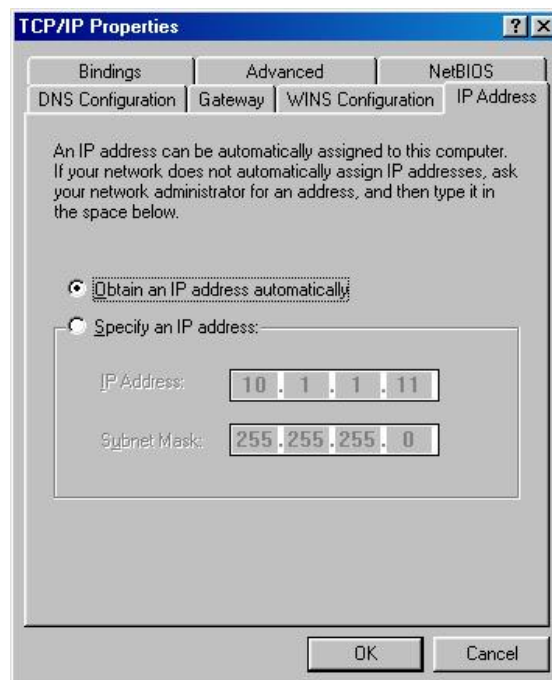 TCP/IP Properties
Bindings
Advanced
NetBIOS
DNS Configuration
Gateway
WINS Configuration
IP Address
An IP address can be automatically assigned to this computer.
If your network does not automatically assign IP addresses, ask
your network administrator for an address, and then type it in
the space below.
Obtain an IP address automatically
Specify an IP address:
IP Address:
10 . 1 . 1 . 11
Subnet Mask:
255 . 255 . 255 . 0
OK
Cancel